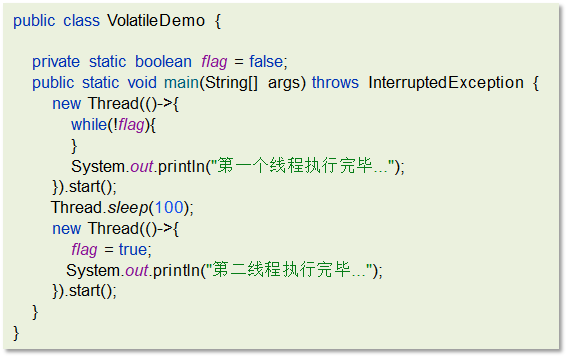 public class VolatileDemo {
private static boolean flag = false;
public static void main(String[] args) throws InterruptedException {
new Thread(()->{
while(!flag){
}
System.out.println("第一个线程执行完毕...");
}).start();
Thread.sleep(100);
new Thread(()->{
flag = true;
System.out.println("第二线程执行完毕...");
}).start();
}
}